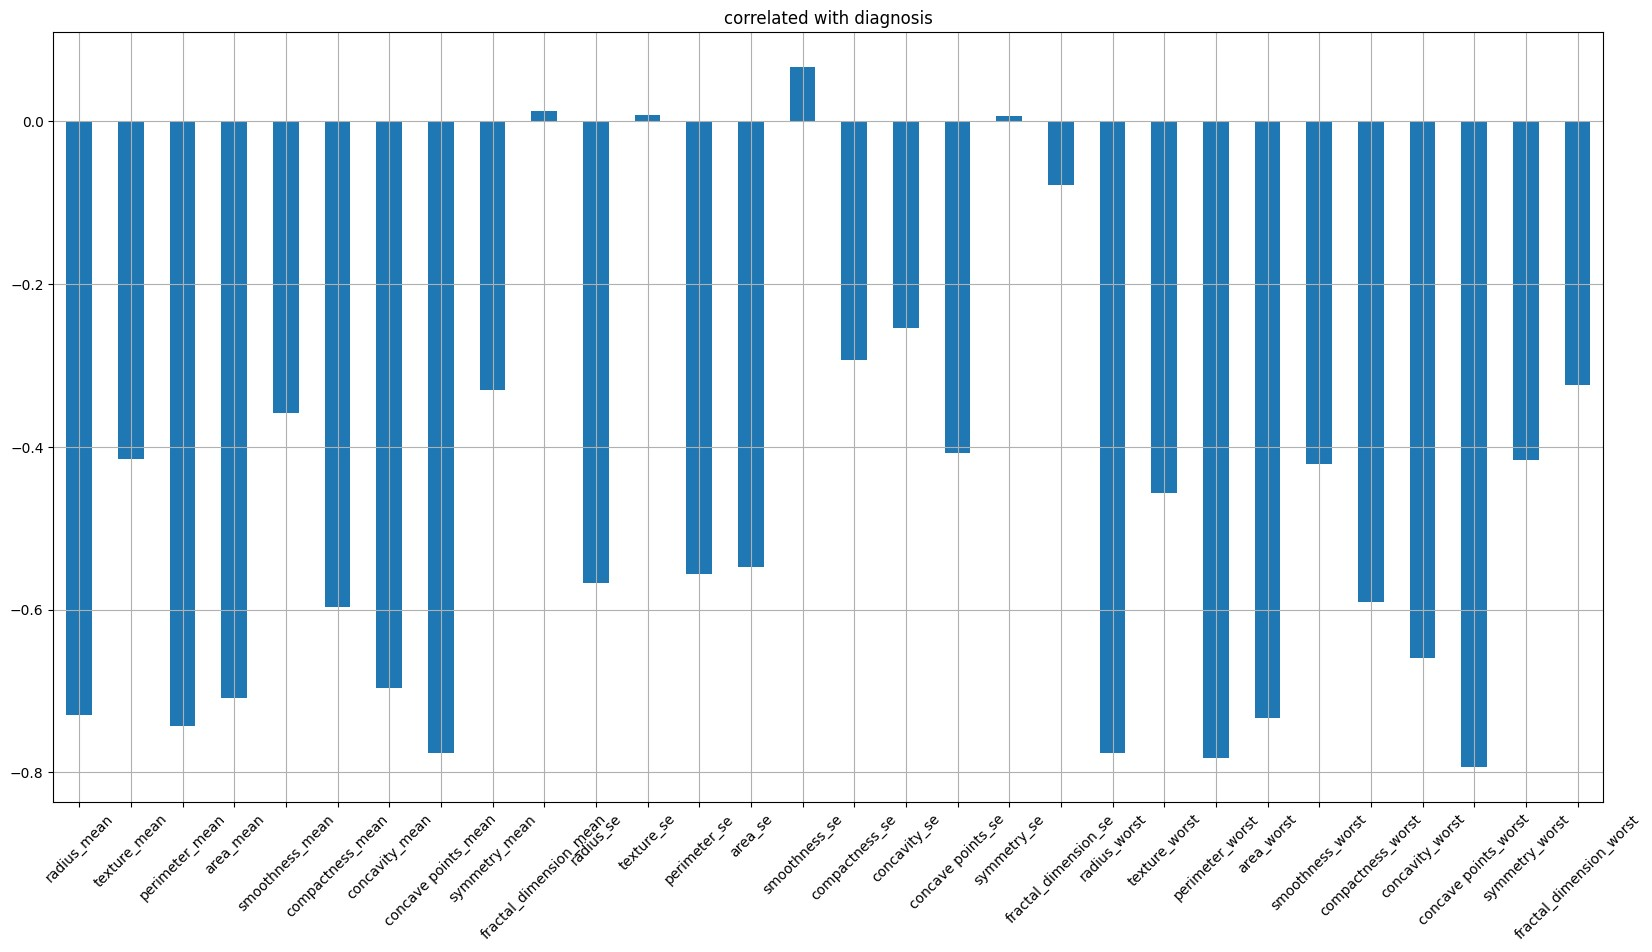 correlated with diagnosis
0.0
−0.2
−0.4
−0.6
−0.8
radius_mean
texture_mean
perimeter_mean
area_mean
smoothness_mean
compactness_mean
concavity_mean
concave points_mean
symmetry_mean
fractal_dimension_mean
radius_se
texture_se
perimeter_se
area_se
smoothness_se
compactness_se
concavity_se
concave points_se
symmetry_se
fractal_dimension_se
radius_worst
texture_worst
perimeter_worst
area_worst
smoothness_worst
compactness_worst
concavity_worst
concave points_worst
symmetry_worst
fractal_dimension_worst